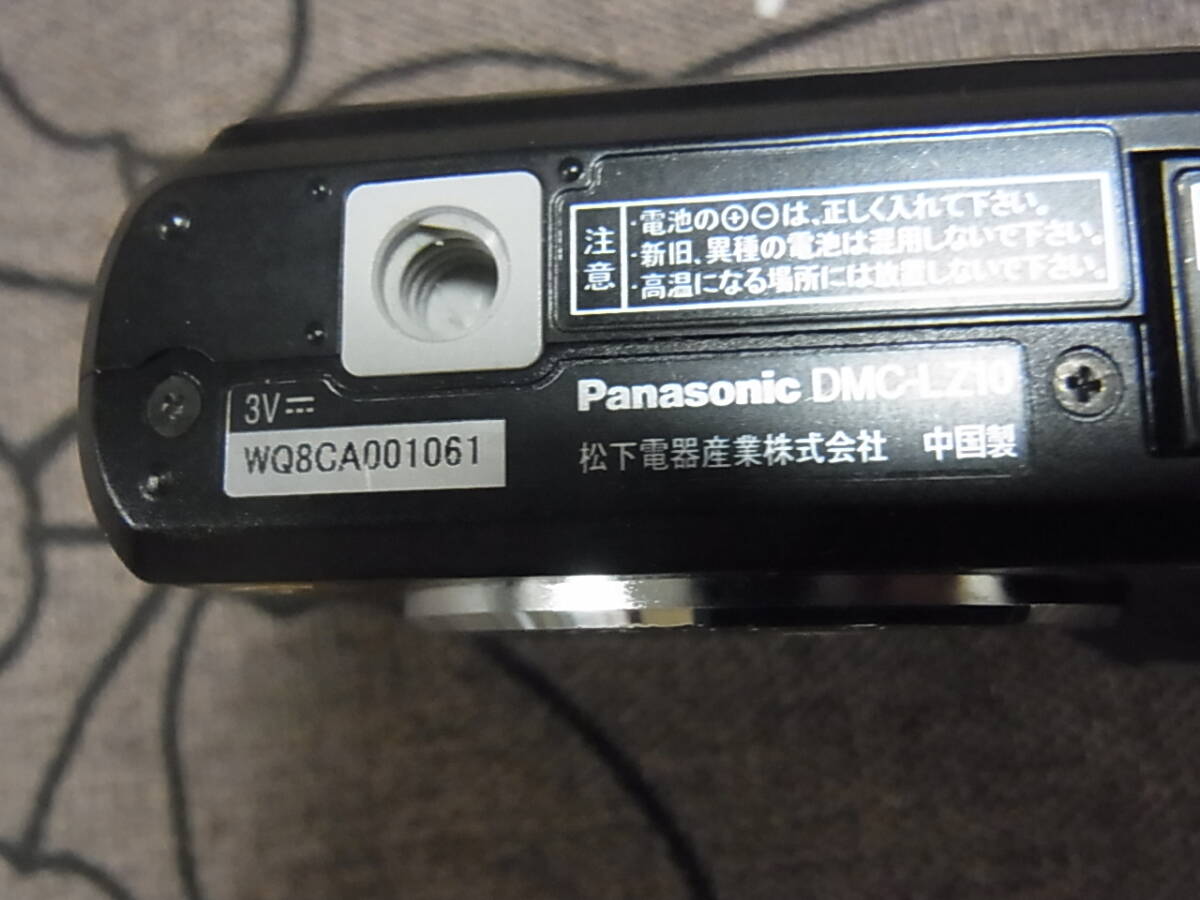 注意
・電池の⊕⊖は、正しく入れて下さい。
・新旧、異種の電池は混用しないで下さい。
・高温になる場所には放置しないで下さい。
Panasonic DMC-LZ10
3V⎓
WQ8CA001061
松下電器産業株式会社 中国製